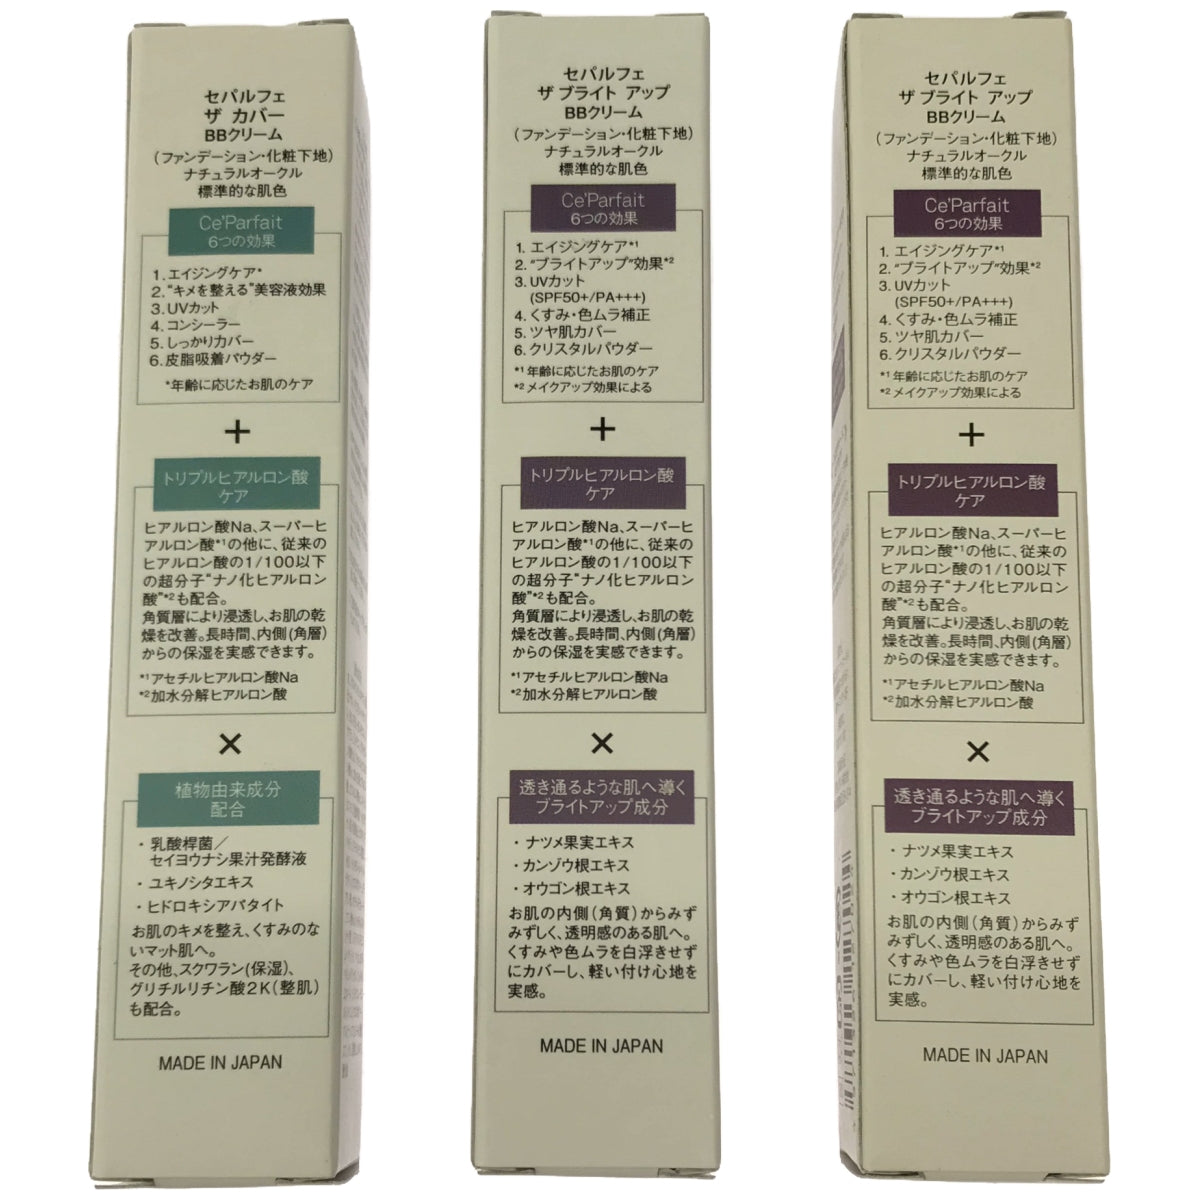 セパルフェ
ザ カバー
BBクリーム
(ファンデーション・化粧下地)
ナチュラルオークル
標準的な肌色
Ce'Parfait
6つの効果
1.エイジングケア*
2."キメを整える"美容液効果
3.UVカット
4.コンシーラー
5.しっかりカバー
6.皮脂吸着パウダー
*年齢に応じたお肌のケア
+
トリプルヒアルロン酸
ケア
ヒアルロン酸Na、スーパーヒ
アルロン酸*1の他に、従来の
ヒアルロン酸の1/100以下
の超分子"ナノ化ヒアルロン
酸"*2も配合。
角質層により浸透し、お肌の乾
燥を改善。長時間、内側(角層)
からの保湿を実感できます。
*1アセチルヒアルロン酸Na
*2加水分解ヒアルロン酸
×
植物由来成分
配合
・乳酸桿菌/
セイヨウナシ果汁発酵液
・ユキノシタエキス
・ヒドロキシアパタイト
お肌のキメを整え、くすみのな
いマット肌へ。
その他、スクワラン(保湿)、
グリチルリチン酸2K(整肌)
も配合。
MADE IN JAPAN
セパルフェ
ザ ブライト アップ
BBクリーム
(ファンデーション・化粧下地)
ナチュラルオークル
標準的な肌色
Ce'Parfait
6つの効果
1. エイジングケア*1
2. "ブライトアップ"効果*2
3. UVカット
(SPF50+/PA+++)
4. くすみ・色ムラ補正
5. ツヤ肌カバー
6. クリスタルパウダー
*1 年齢に応じたお肌のケア
*2 メイクアップ効果による
+
トリプルヒアルロン酸
ケア
ヒアルロン酸Na、スーパーヒ
アルロン酸*1の他に、従来の
ヒアルロン酸の1/100以下
の超分子"ナノ化ヒアルロン
酸"*2も配合。
角質層により浸透し、お肌の乾
燥を改善。長時間、内側(角層)
からの保湿を実感できます。
*1アセチルヒアルロン酸Na
*2加水分解ヒアルロン酸
×
透き通るような肌へ導く
ブライトアップ成分
・ナツメ果実エキス
・カンゾウ根エキス
・オウゴン根エキス
お肌の内側(角質)からみず
みずしく、透明感のある肌へ。
くすみや色ムラを白浮きせず
にカバーし、軽い付け心地を
実感。
MADE IN JAPAN
セパルフェ
ザ ブライト アップ
BBクリーム
(ファンデーション・化粧下地)
ナチュラルオークル
標準的な肌色
Ce'Parfait
6つの効果
1. エイジングケア*1
2. "ブライトアップ"効果*2
3. UVカット
(SPF50+/PA+++)
4. くすみ・色ムラ補正
5. ツヤ肌カバー
6. クリスタルパウダー
*1 年齢に応じたお肌のケア
*2 メイクアップ効果による
+
トリプルヒアルロン酸
ケア
ヒアルロン酸Na、スーパーヒ
アルロン酸*1の他に、従来の
ヒアルロン酸の1/100以下
の超分子"ナノ化ヒアルロン
酸"*2も配合。
角質層により浸透し、お肌の乾
燥を改善。長時間、内側(角層)
からの保湿を実感できます。
*1アセチルヒアルロン酸Na
*2加水分解ヒアルロン酸
×
透き通るような肌へ導く
ブライトアップ成分
・ナツメ果実エキス
・カンゾウ根エキス
・オウゴン根エキス
お肌の内側(角質)からみず
みずしく、透明感のある肌へ。
くすみや色ムラを白浮きせず
にカバーし、軽い付け心地を
実感。
MADE IN JAPAN